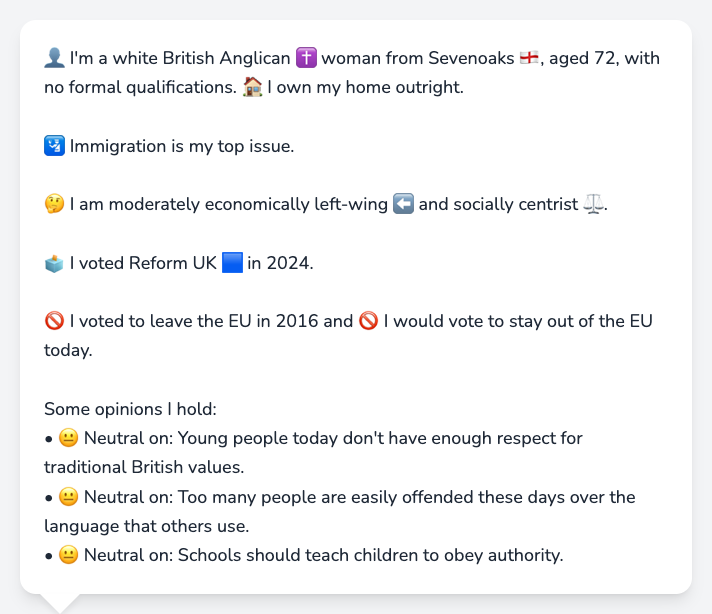 👤 I'm a white British Anglican ✝️ woman from Sevenoaks 🏴󠁧󠁢󠁥󠁮󠁧󠁿, aged 72, with
no formal qualifications. 🏠 I own my home outright.
🛂 Immigration is my top issue.
🤔 I am moderately economically left-wing ⬅️ and socially centrist ⚖️.
🗳️ I voted Reform UK 🟦 in 2024.
🚫 I voted to leave the EU in 2016 and 🚫 I would vote to stay out of the EU
today.
Some opinions I hold:
• 😐 Neutral on: Young people today don't have enough respect for
traditional British values.
• 😐 Neutral on: Too many people are easily offended these days over the
language that others use.
• 😐 Neutral on: Schools should teach children to obey authority.